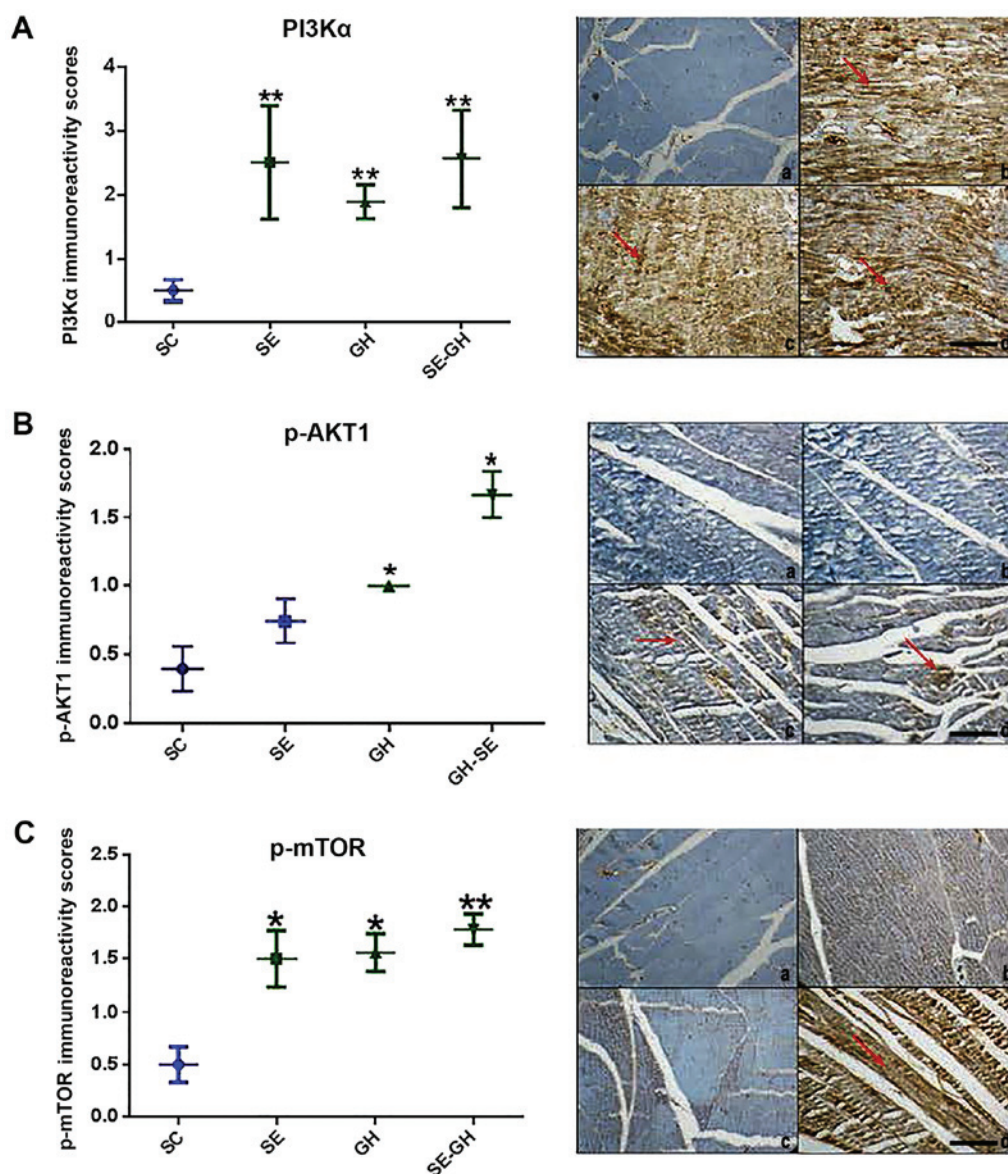 A
PI3Kα
PI3Kα immunoreactivity scores
4
3
2
1
0
**
**
**
SC
SE
GH
SE-GH
a
b
c
d
B
p-AKT1
p-AKT1 immunoreactivity scores
2.0
1.5
1.0
0.5
0.0
*
*
SC
SE
GH
GH-SE
a
b
c
d
C
p-mTOR
p-mTOR immunoreactivity scores
2.5
2.0
1.5
1.0
0.5
0.0
*
*
**
SC
SE
GH
SE-GH
a
b
c
d